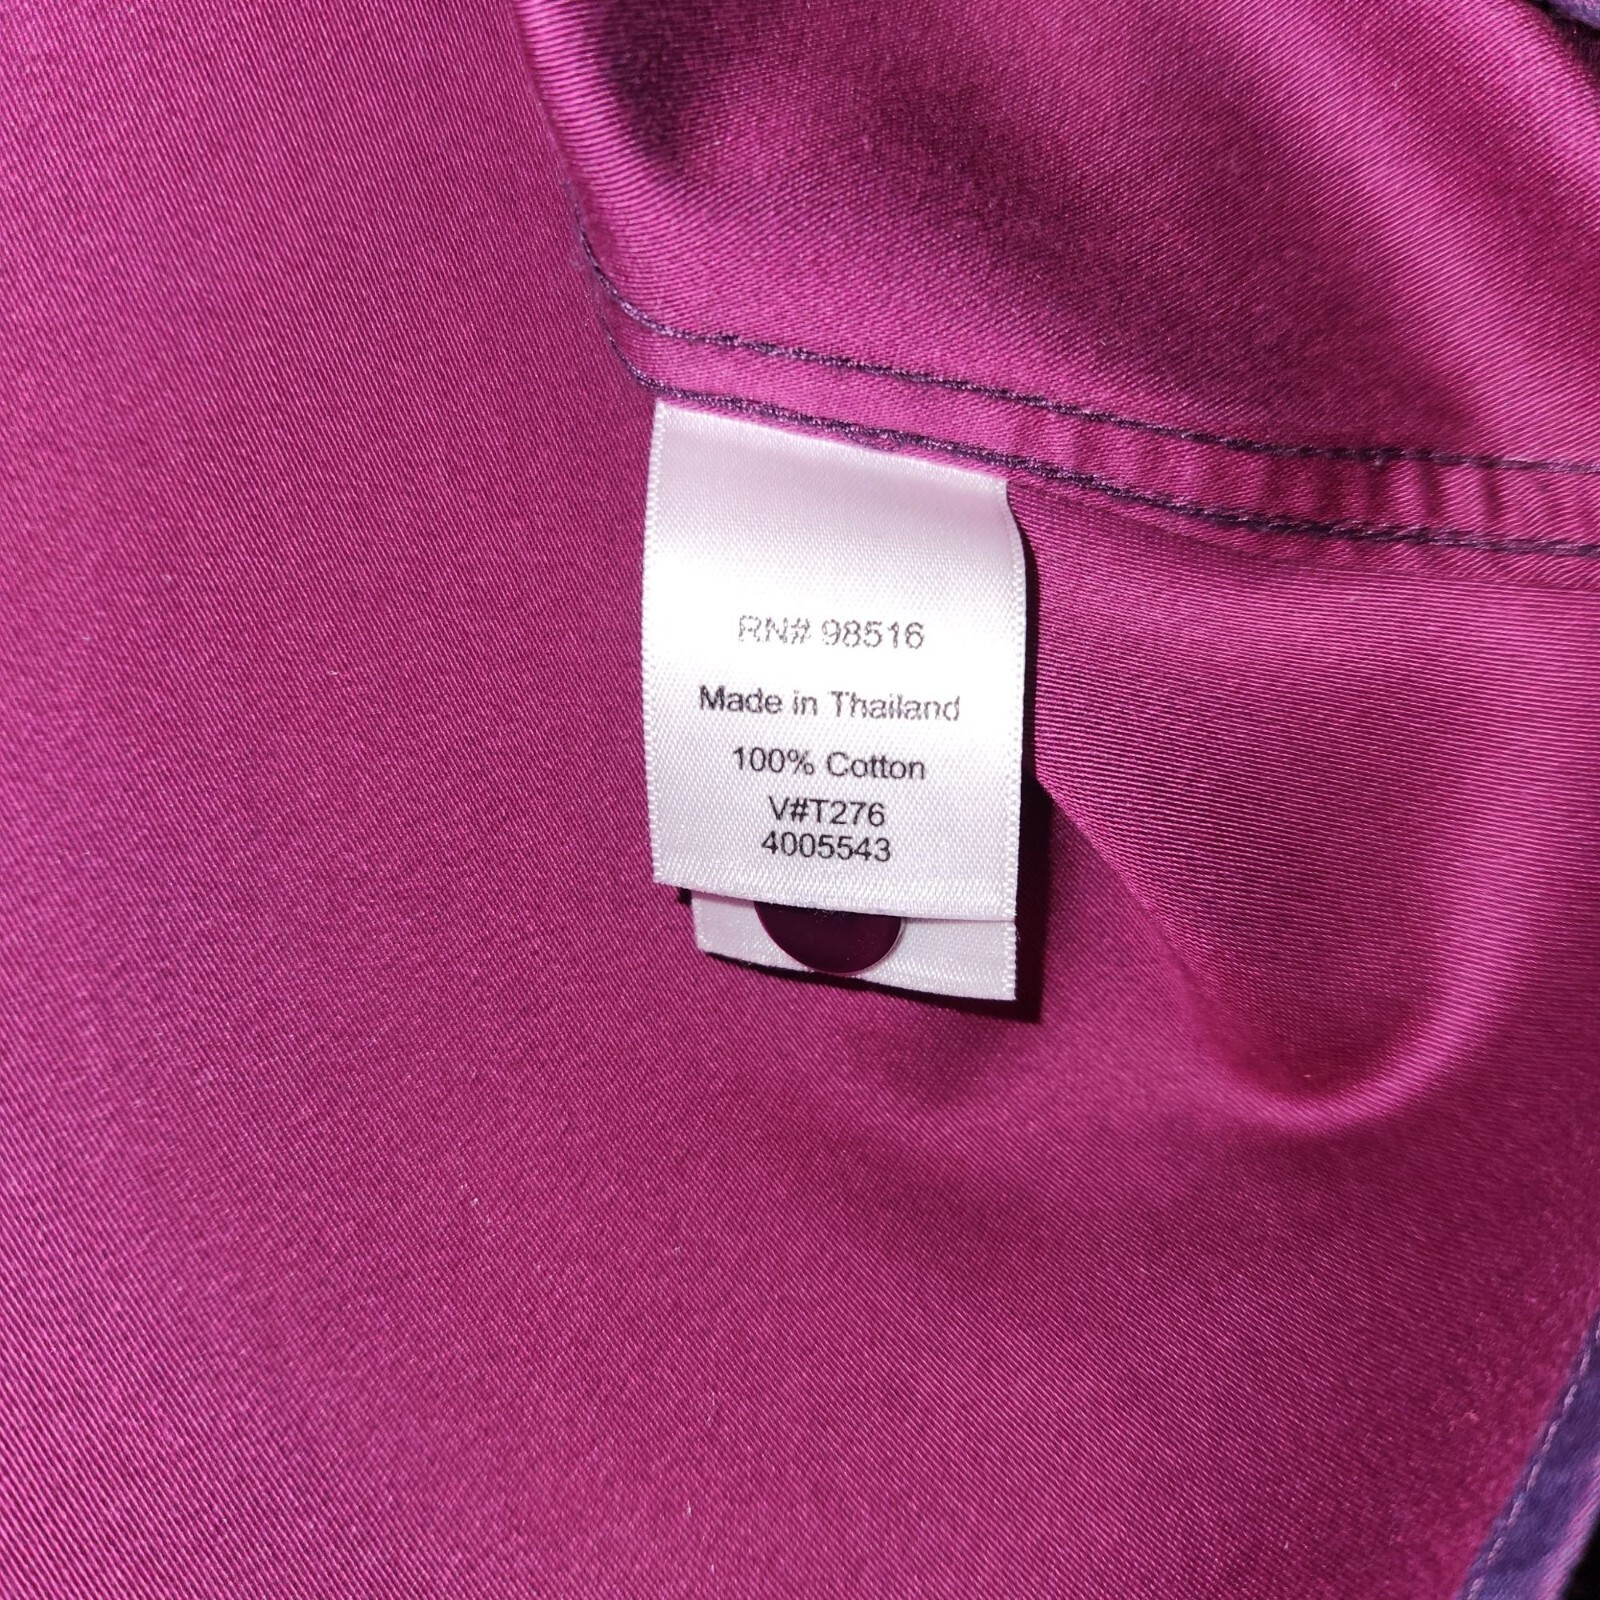 RN# 98516
Made in Thailand
100% Cotton
V#T276
4005543